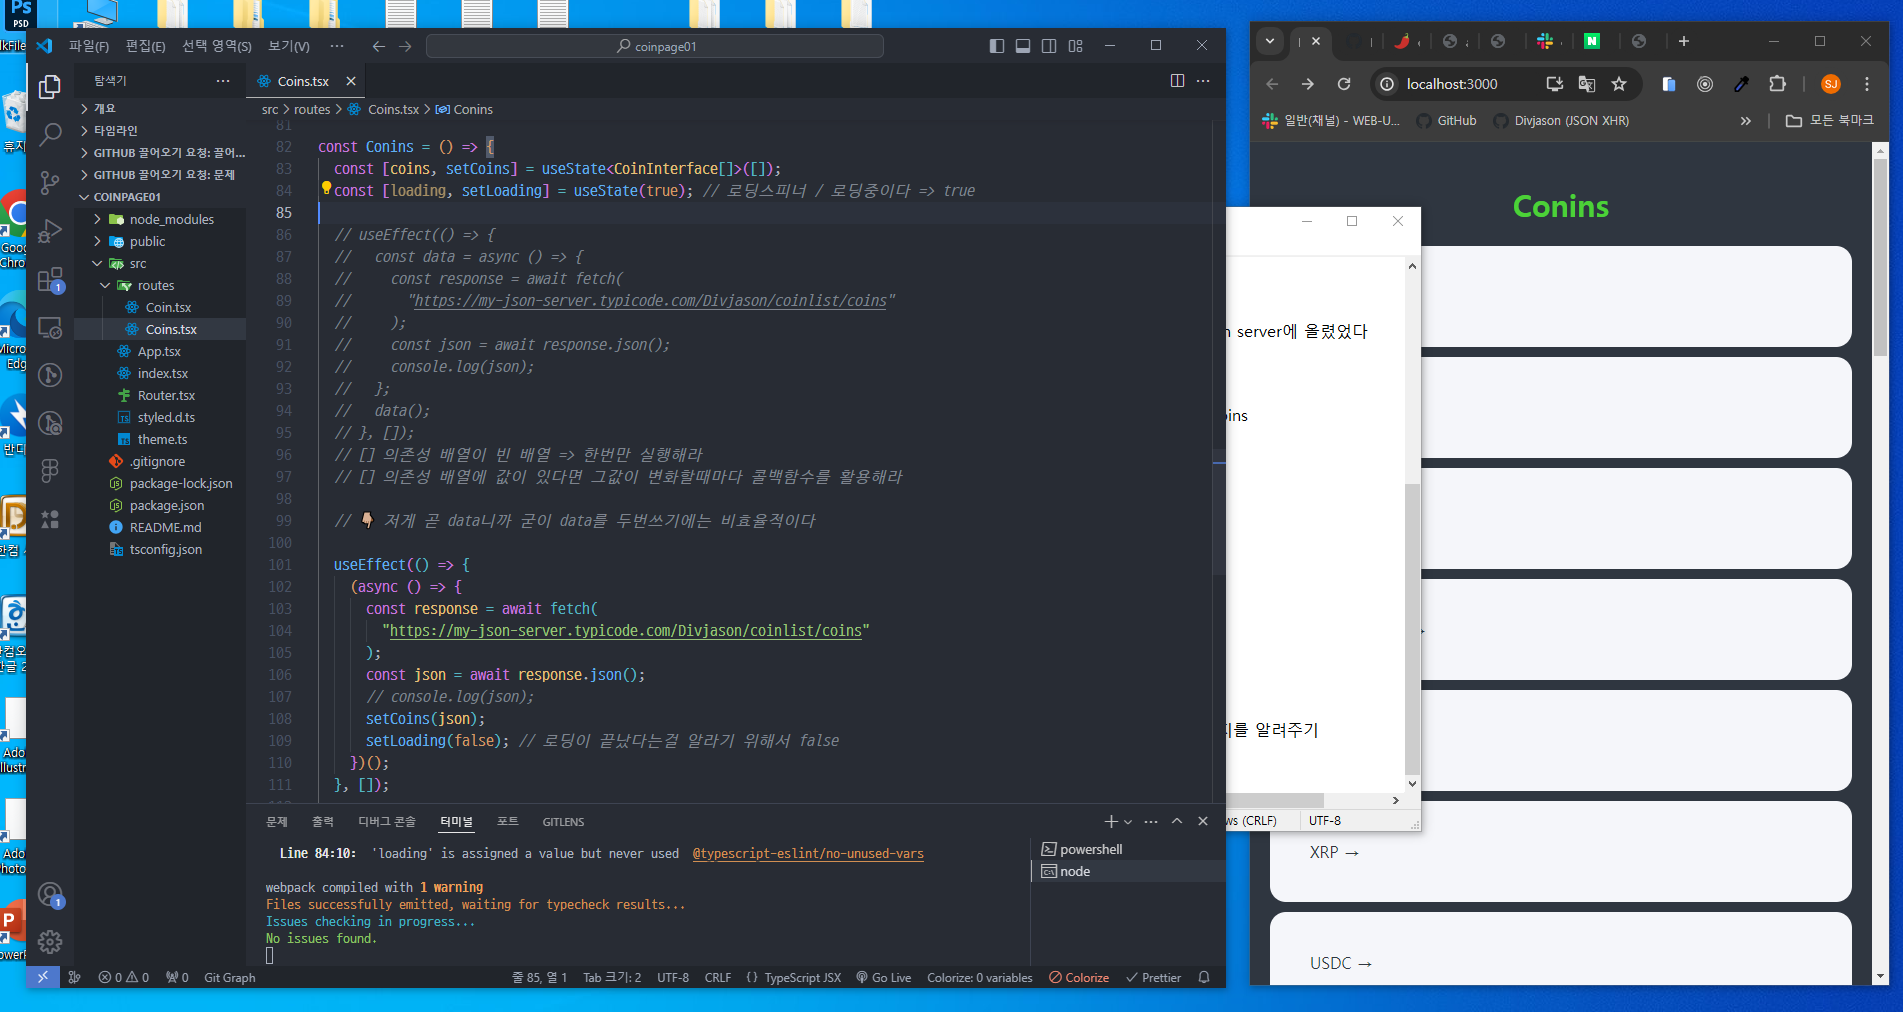 Ps
PSD
파일(F) 편집(E) 선택 영역(S) 보기(V) ···
coinpage01
탐색기 ···
개요
타임라인
GITHUB 끌어오기 요청: 끌어...
GITHUB 끌어오기 요청: 문제
COINPAGE01
node_modules
public
src
routes
Coin.tsx
Coins.tsx
App.tsx
index.tsx
Router.tsx
styled.d.ts
theme.ts
.gitignore
package-lock.json
package.json
README.md
tsconfig.json
Coins.tsx
src > routes > Coins.tsx > Conins
81
82 const Conins = () => {
83 const [coins, setCoins] = useState<CoinInterface[]>([]);
84 const [loading, setLoading] = useState(true); // 로딩스피너 / 로딩중이다 => true
85
86 // useEffect(() => {
87 // const data = async () => {
88 // const response = await fetch(
89 // "https://my-json-server.typicode.com/Divjason/coinlist/coins"
90 // );
91 // const json = await response.json();
92 // console.log(json);
93 // };
94 // data();
95 // }, []);
96 // [] 의존성 배열이 빈 배열 => 한번만 실행해라
97 // [] 의존성 배열에 값이 있다면 그값이 변화할때마다 콜백함수를 활용해라
98
99 // 👇🏽 저게 곧 data니까 굳이 data를 두번쓰기에는 비효율적이다
100
101 useEffect(() => {
102 (async () => {
103 const response = await fetch(
104 "https://my-json-server.typicode.com/Divjason/coinlist/coins"
105 );
106 const json = await response.json();
107 // console.log(json);
108 setCoins(json);
109 setLoading(false); // 로딩이 끝났다는걸 알라기 위해서 false
110 })();
111 }, []);
문제 출력 디버그 콘솔 터미널 포트 GITLENS
Line 84:10: 'loading' is assigned a value but never used @typescript-eslint/no-unused-vars
webpack compiled with 1 warning
Files successfully emitted, waiting for typecheck results...
Issues checking in progress...
No issues found.
powershell
node
0 0 0 Git Graph
줄 85, 열 1 Tab 크기: 2 UTF-8 CRLF {} TypeScript JSX Go Live Colorize: 0 variables Colorize Prettier
server에 올렸었다
를 알려주기
(CRLF) UTF-8
localhost:3000
SJ
일반(채널) - WEB-U... GitHub Divjason (JSON XHR) » 모든 북마크
Conins
XRP →
USDC →